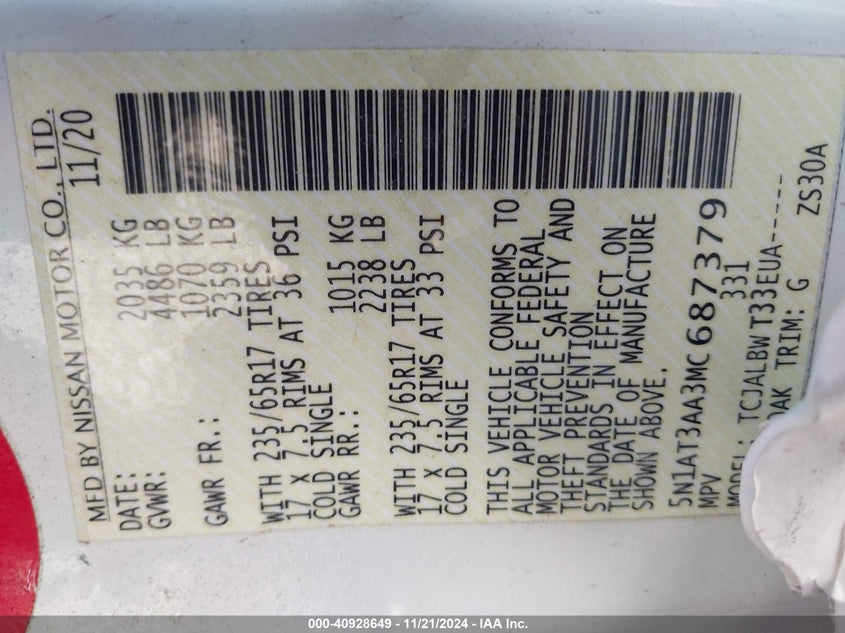 MFD BY NISSAN MOTOR CO., LTD.
DATE: 11/20
GVWR: 2035 KG
4486 LB
GAWR FR.: 1070 KG
2359 LB
WITH 235/65R17 TIRES
17 X 7.5 RIMS AT 36 PSI
COLD SINGLE
GAWR RR.: 1015 KG
2238 LB
WITH 235/65R17 TIRES
17 X 7.5 RIMS AT 33 PSI
COLD SINGLE
THIS VEHICLE CONFORMS TO
ALL APPLICABLE FEDERAL
MOTOR VEHICLE SAFETY AND
THEFT PREVENTION
STANDARDS IN EFFECT ON
THE DATE OF MANUFACTURE
SHOWN ABOVE.
5N1AT3AA3MC687379
MPV 331
MODEL: TCJALBWT33EUA-----
QAK TRIM: G ZS30A
000-40928649 - 11/21/2024 - IAA Inc.